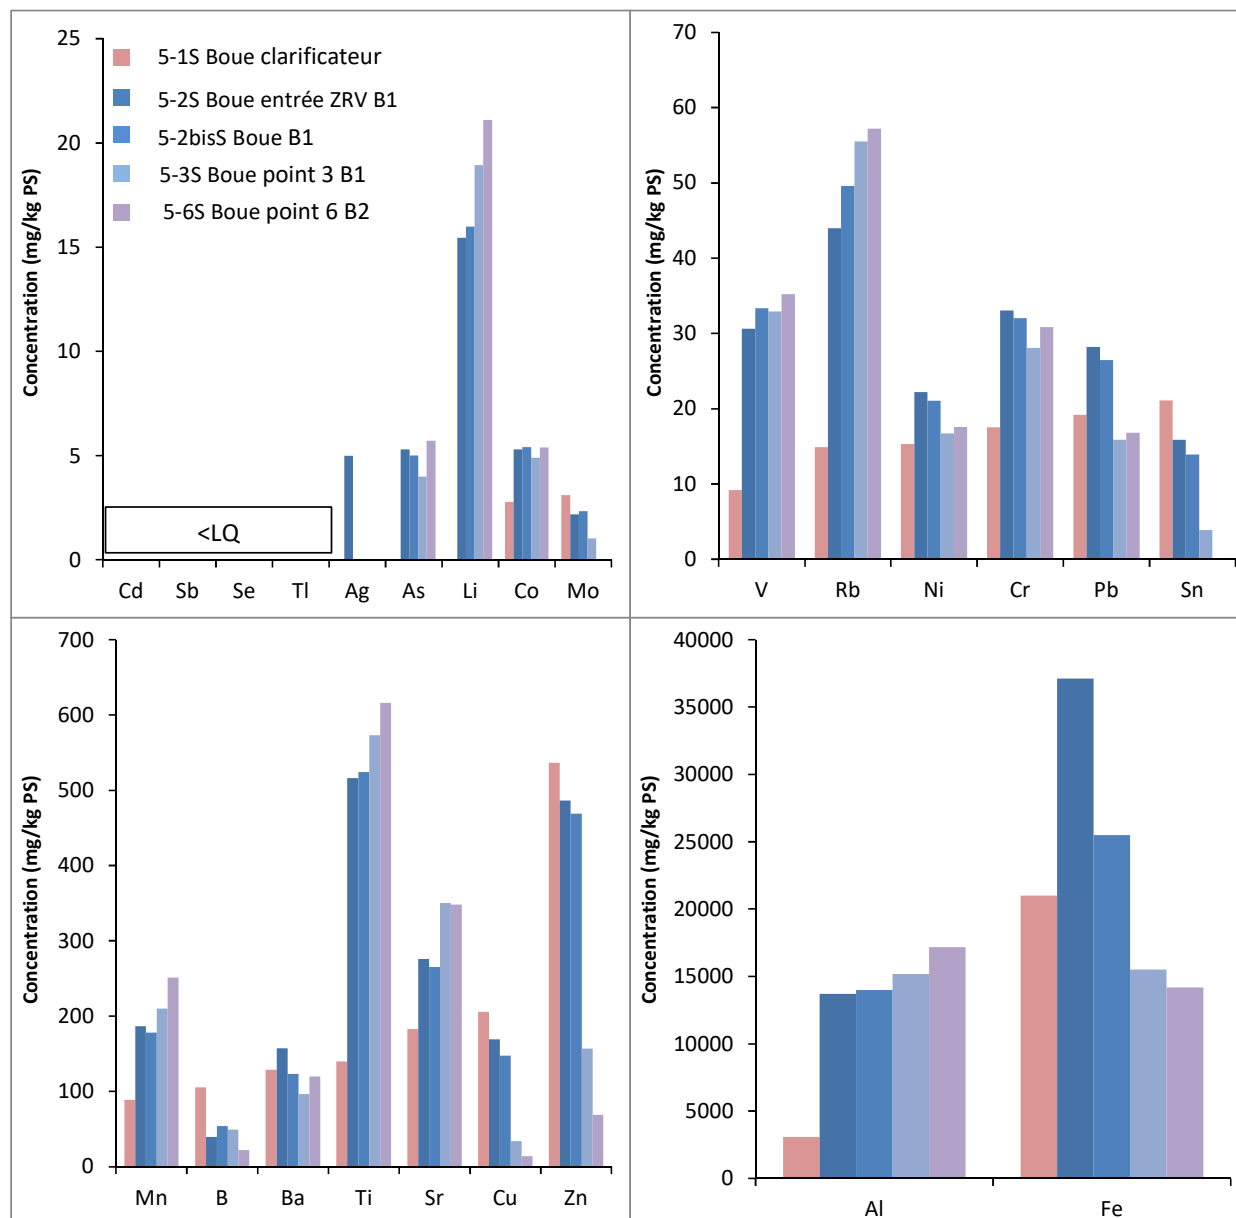 Concentration (mg/kg PS)
25
20
15
10
5
0
5-1S Boue clarificateur
5-2S Boue entrée ZRV B1
5-2bisS Boue B1
5-3S Boue point 3 B1
5-6S Boue point 6 B2
<LQ
Cd Sb Se Tl Ag As Li Co Mo
Concentration (mg/kg PS)
70
60
50
40
30
20
10
0
V Rb Ni Cr Pb Sn
Concentration (mg/kg PS)
700
600
500
400
300
200
100
0
Mn B Ba Ti Sr Cu Zn
Concentration (mg/kg PS)
40000
35000
30000
25000
20000
15000
10000
5000
0
Al Fe